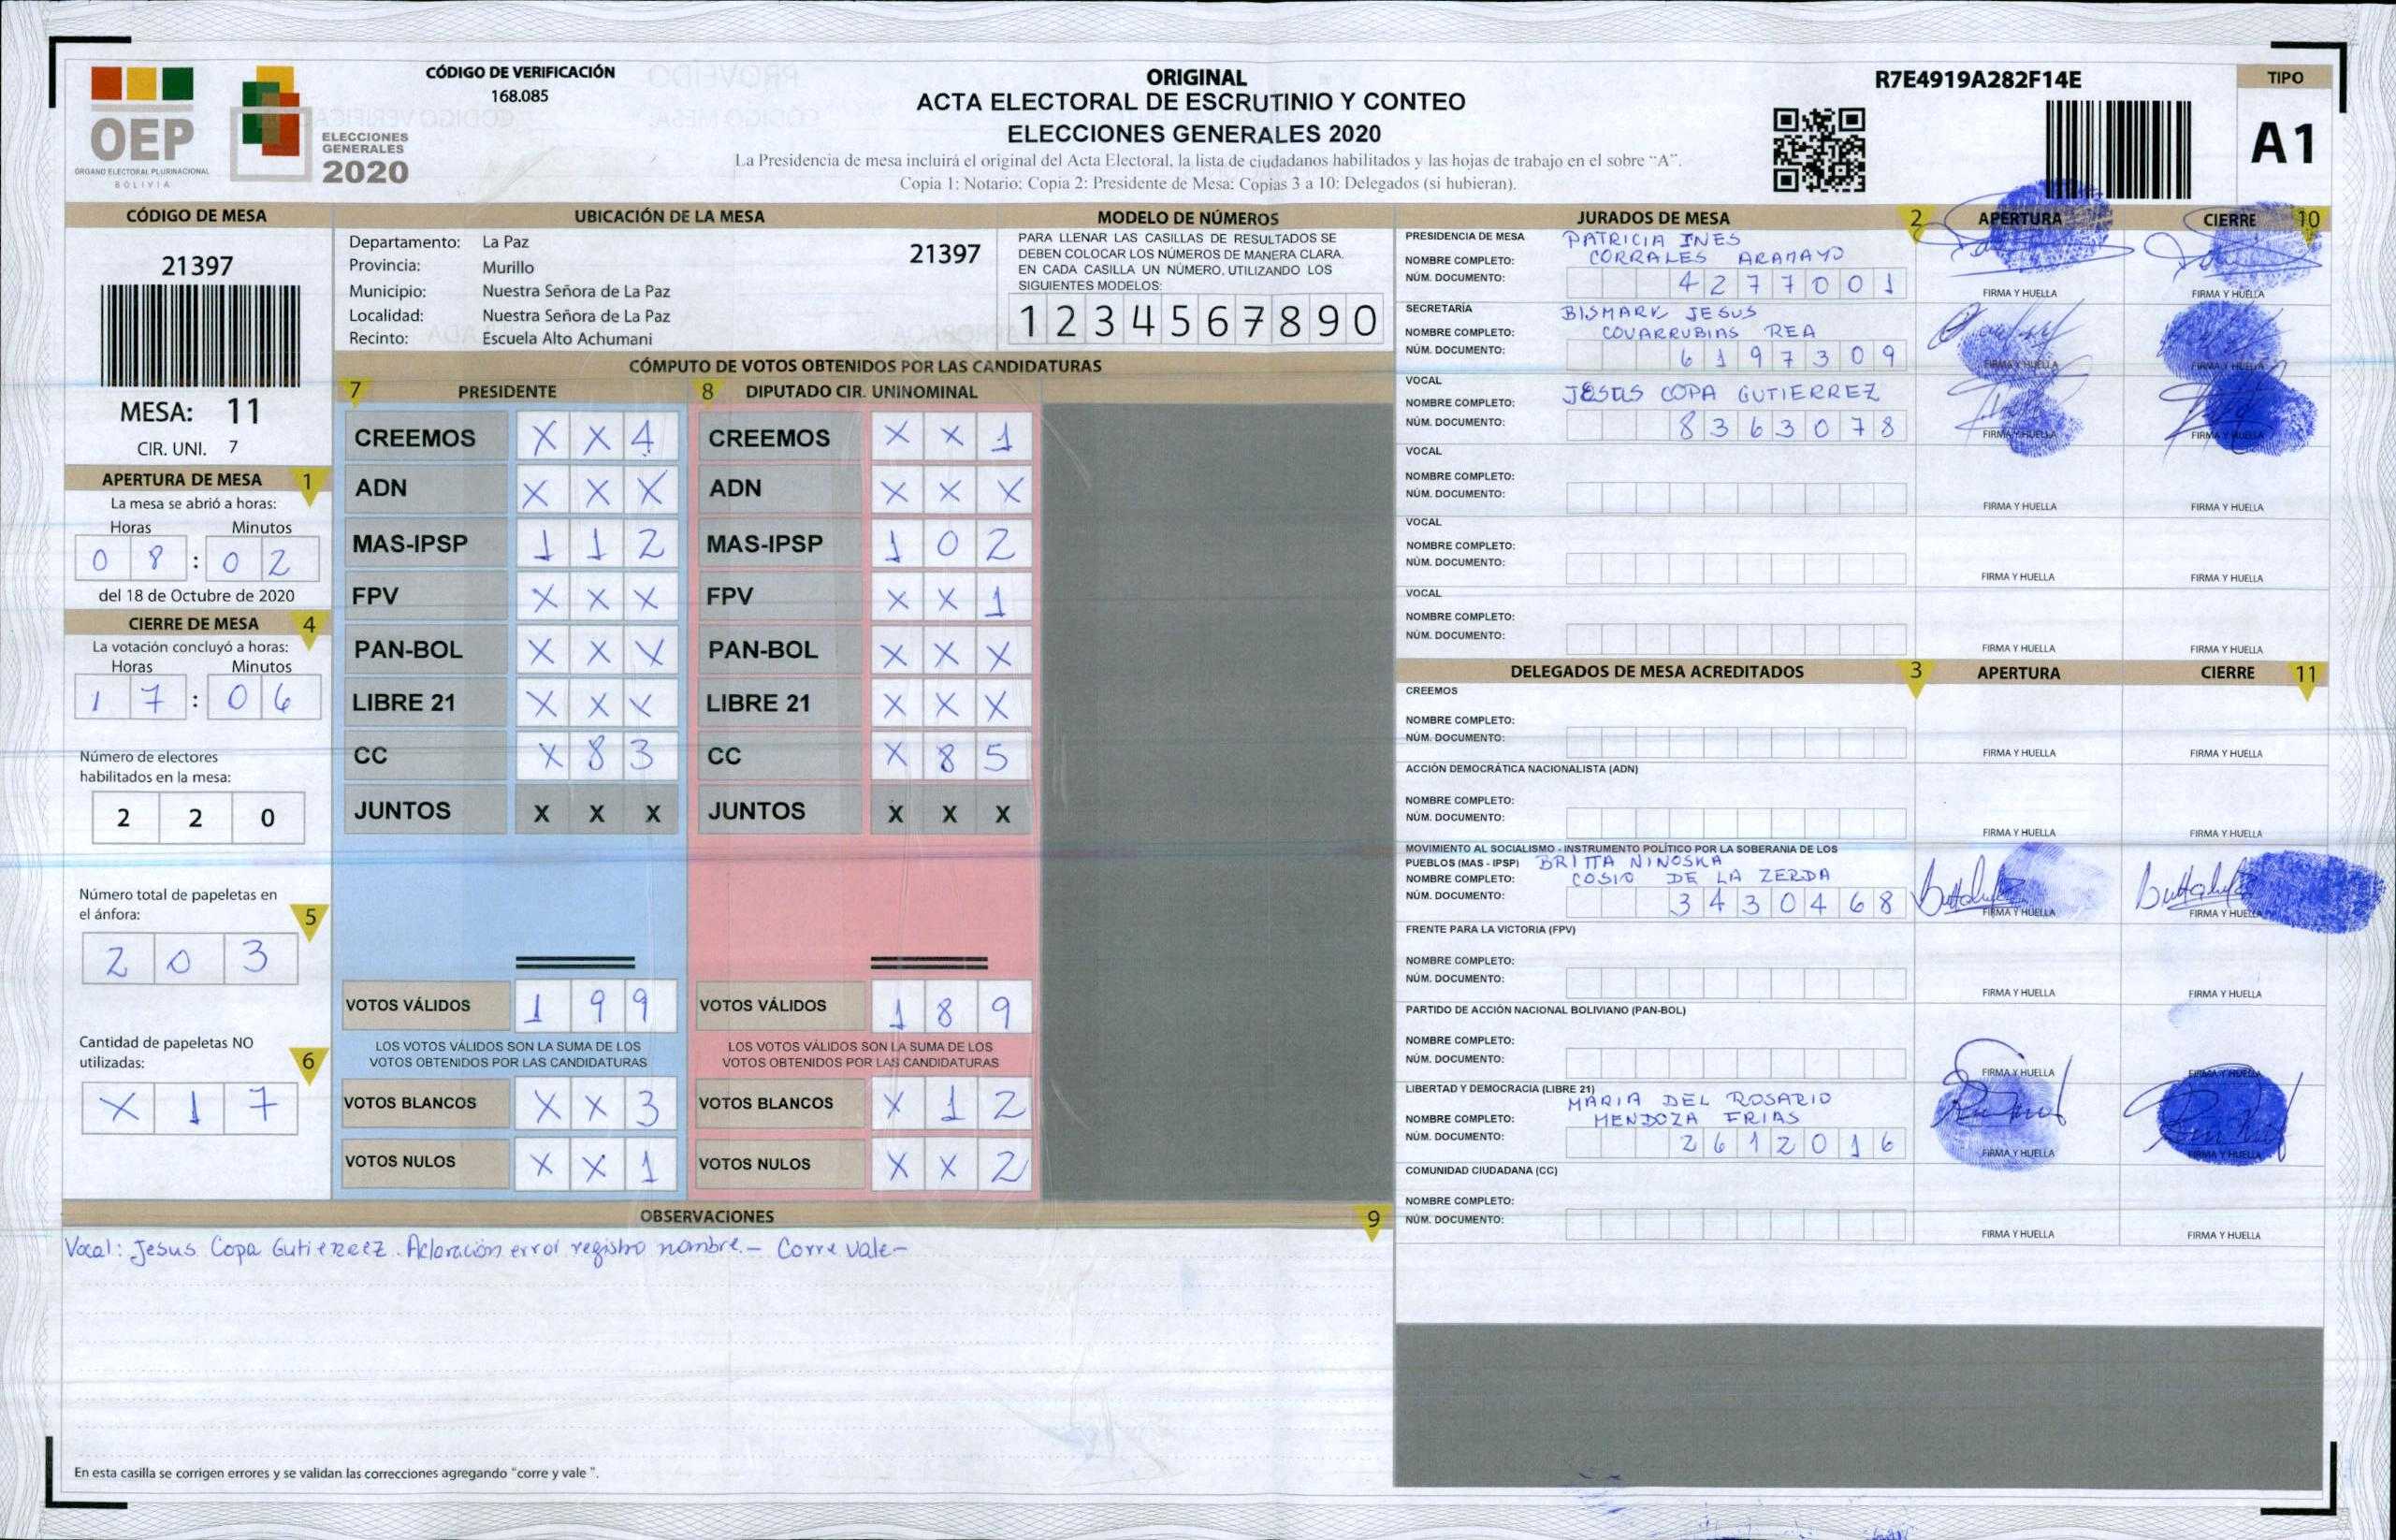 OEP
ÓRGANO ELECTORAL PLURINACIONAL
BOLIVIA
ELECCIONES
GENERALES
2020
CÓDIGO DE VERIFICACIÓN
168.085
ORIGINAL
ACTA ELECTORAL DE ESCRUTINIO Y CONTEO
ELECCIONES GENERALES 2020
La Presidencia de mesa incluirá el original del Acta Electoral, la lista de ciudadanos habilitados y las hojas de trabajo en el sobre "A".
Copia 1: Notario; Copia 2: Presidente de Mesa; Copias 3 a 10: Delegados (si hubieran).
R7E4919A282F14E
TIPO
A1
CÓDIGO DE MESA
21397
MESA: 11
CIR. UNI. 7
APERTURA DE MESA 1
La mesa se abrió a horas:
Horas Minutos
0 8 : 0 2
del 18 de Octubre de 2020
CIERRE DE MESA 4
La votación concluyó a horas:
Horas Minutos
1 7 : 0 6
Número de electores
habilitados en la mesa:
2 2 0
Número total de papeletas en
el ánfora: 5
2 0 3
Cantidad de papeletas NO
utilizadas: 6
X 1 7
UBICACIÓN DE LA MESA
Departamento: La Paz
21397
Provincia: Murillo
Municipio: Nuestra Señora de La Paz
Localidad: Nuestra Señora de La Paz
Recinto: Escuela Alto Achumani
MODELO DE NÚMEROS
PARA LLENAR LAS CASILLAS DE RESULTADOS SE
DEBEN COLOCAR LOS NÚMEROS DE MANERA CLARA.
EN CADA CASILLA UN NÚMERO, UTILIZANDO LOS
SIGUIENTES MODELOS:
1 2 3 4 5 6 7 8 9 0
CÓMPUTO DE VOTOS OBTENIDOS POR LAS CANDIDATURAS
7 PRESIDENTE
CREEMOS X X 4
ADN X X X
MAS-IPSP 1 1 2
FPV X X X
PAN-BOL X X X
LIBRE 21 X X X
CC X 8 3
JUNTOS X X X
VOTOS VÁLIDOS 1 9 9
LOS VOTOS VÁLIDOS SON LA SUMA DE LOS
VOTOS OBTENIDOS POR LAS CANDIDATURAS
VOTOS BLANCOS X X 3
VOTOS NULOS X X 1
8 DIPUTADO CIR. UNINOMINAL
CREEMOS X X 1
ADN X X X
MAS-IPSP 1 0 2
FPV X X 1
PAN-BOL X X X
LIBRE 21 X X X
CC X 8 5
JUNTOS X X X
VOTOS VÁLIDOS 1 8 9
LOS VOTOS VÁLIDOS SON LA SUMA DE LOS
VOTOS OBTENIDOS POR LAS CANDIDATURAS
VOTOS BLANCOS X 1 2
VOTOS NULOS X X 2
OBSERVACIONES 9
Vocal: Jesus Copa Gutierrez. Aclaración error registro nombre.- Corre vale-
En esta casilla se corrigen errores y se validan las correcciones agregando "corre y vale ".
JURADOS DE MESA 2 APERTURA CIERRE 10
PRESIDENCIA DE MESA PATRICIA INES
NOMBRE COMPLETO: CORRALES ARAMAYO
NÚM. DOCUMENTO: 4 2 7 7 0 0 1
FIRMA Y HUELLA FIRMA Y HUELLA
SECRETARÍA BISMARK JESUS
NOMBRE COMPLETO: COVARRUBIAS REA
NÚM. DOCUMENTO: 6 1 9 7 3 0 9
FIRMA Y HUELLA FIRMA Y HUELLA
VOCAL
NOMBRE COMPLETO: JESUS COPA GUTIERREZ
NÚM. DOCUMENTO: 8 3 6 3 0 7 8
FIRMA Y HUELLA FIRMA Y HUELLA
VOCAL
NOMBRE COMPLETO:
NÚM. DOCUMENTO:
FIRMA Y HUELLA FIRMA Y HUELLA
VOCAL
NOMBRE COMPLETO:
NÚM. DOCUMENTO:
FIRMA Y HUELLA FIRMA Y HUELLA
VOCAL
NOMBRE COMPLETO:
NÚM. DOCUMENTO:
FIRMA Y HUELLA FIRMA Y HUELLA
DELEGADOS DE MESA ACREDITADOS 3 APERTURA CIERRE 11
CREEMOS
NOMBRE COMPLETO:
NÚM. DOCUMENTO:
FIRMA Y HUELLA FIRMA Y HUELLA
ACCIÓN DEMOCRÁTICA NACIONALISTA (ADN)
NOMBRE COMPLETO:
NÚM. DOCUMENTO:
FIRMA Y HUELLA FIRMA Y HUELLA
MOVIMIENTO AL SOCIALISMO - INSTRUMENTO POLÍTICO POR LA SOBERANIA DE LOS
PUEBLOS (MAS - IPSP) BRITTA NINOSKA
NOMBRE COMPLETO: COSIO DE LA ZERDA
NÚM. DOCUMENTO: 3 4 3 0 4 6 8
FIRMA Y HUELLA FIRMA Y HUELLA
FRENTE PARA LA VICTORIA (FPV)
NOMBRE COMPLETO:
NÚM. DOCUMENTO:
FIRMA Y HUELLA FIRMA Y HUELLA
PARTIDO DE ACCIÓN NACIONAL BOLIVIANO (PAN-BOL)
NOMBRE COMPLETO:
NÚM. DOCUMENTO:
FIRMA Y HUELLA FIRMA Y HUELLA
LIBERTAD Y DEMOCRACIA (LIBRE 21)
MARIA DEL ROSARIO
NOMBRE COMPLETO: MENDOZA FRIAS
NÚM. DOCUMENTO: 2 6 1 2 0 1 6
FIRMA Y HUELLA FIRMA Y HUELLA
COMUNIDAD CIUDADANA (CC)
NOMBRE COMPLETO:
NÚM. DOCUMENTO:
FIRMA Y HUELLA FIRMA Y HUELLA